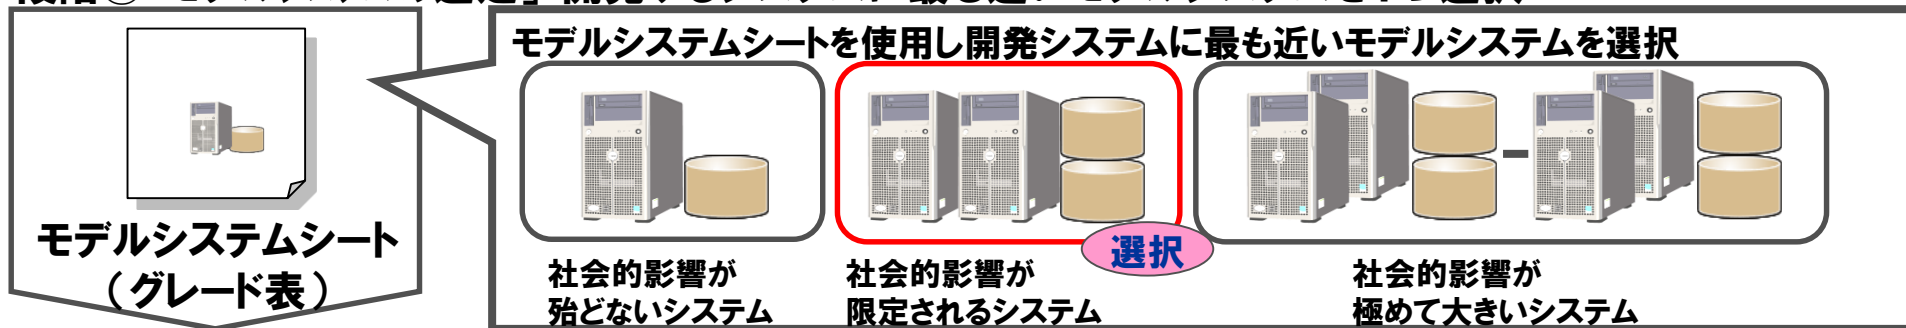 モデルシステムシートを使用し開発システムに最も近いモデルシステムを選択
モデルシステムシート
(グレード表)
選択
社会的影響が
殆どないシステム
社会的影響が
限定されるシステム
社会的影響が
極めて大きいシステム